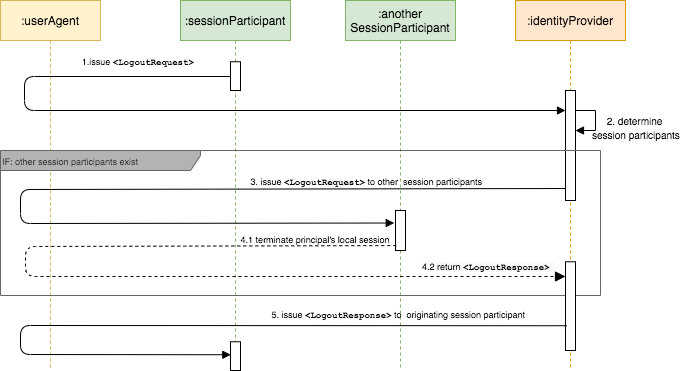 :userAgent
:sessionParticipant
:another
SessionParticipant
:identityProvider
1.issue <LogoutRequest>
2. determine
session participants
IF: other session participants exist
3. issue <LogoutRequest> to other session participants
4.1 terminate principal's local session
4.2 return <LogoutResponse>
5. issue <LogoutResponse> to originating session participant